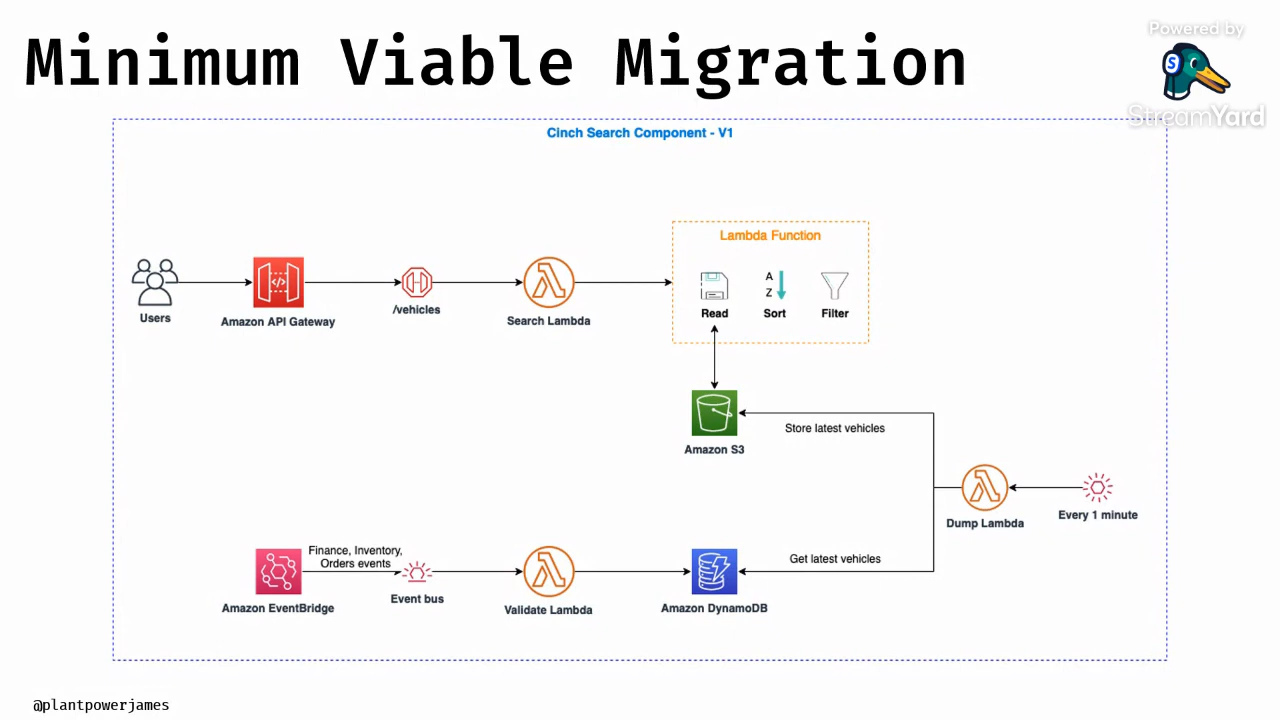 Minimum Viable Migration
Powered by
S
StreamYard
Cinch Search Component - V1
Users
Amazon API Gateway
/vehicles
Search Lambda
Lambda Function
A
Z
Read
Sort
Filter
Amazon S3
Store latest vehicles
Dump Lambda
Every 1 minute
Get latest vehicles
Amazon EventBridge
Finance, Inventory,
Orders events
Event bus
Validate Lambda
Amazon DynamoDB
@plantpowerjames